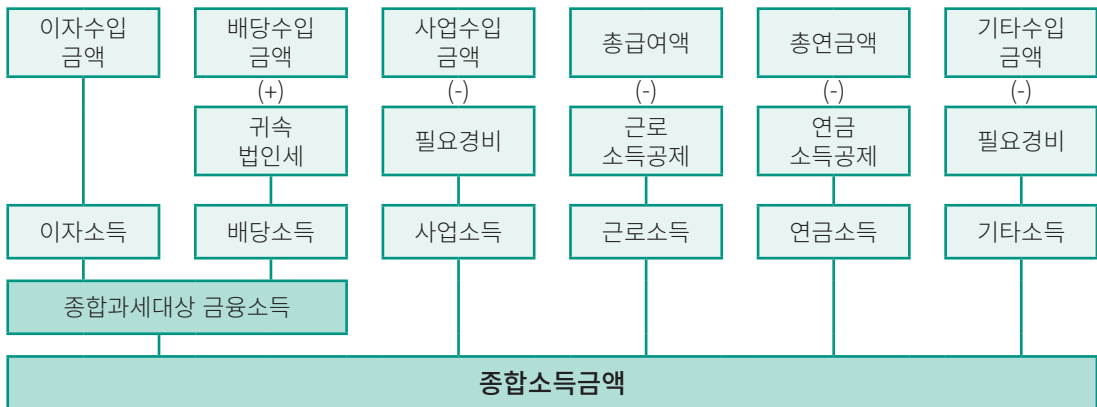 이자수입
금액
배당수입
금액
사업수입
금액
총급여액
총연금액
기타수입
금액
(+)
(-)
(-)
(-)
(-)
귀속
법인세
필요경비
근로
소득공제
연금
소득공제
필요경비
이자소득
배당소득
사업소득
근로소득
연금소득
기타소득
종합과세대상 금융소득
종합소득금액